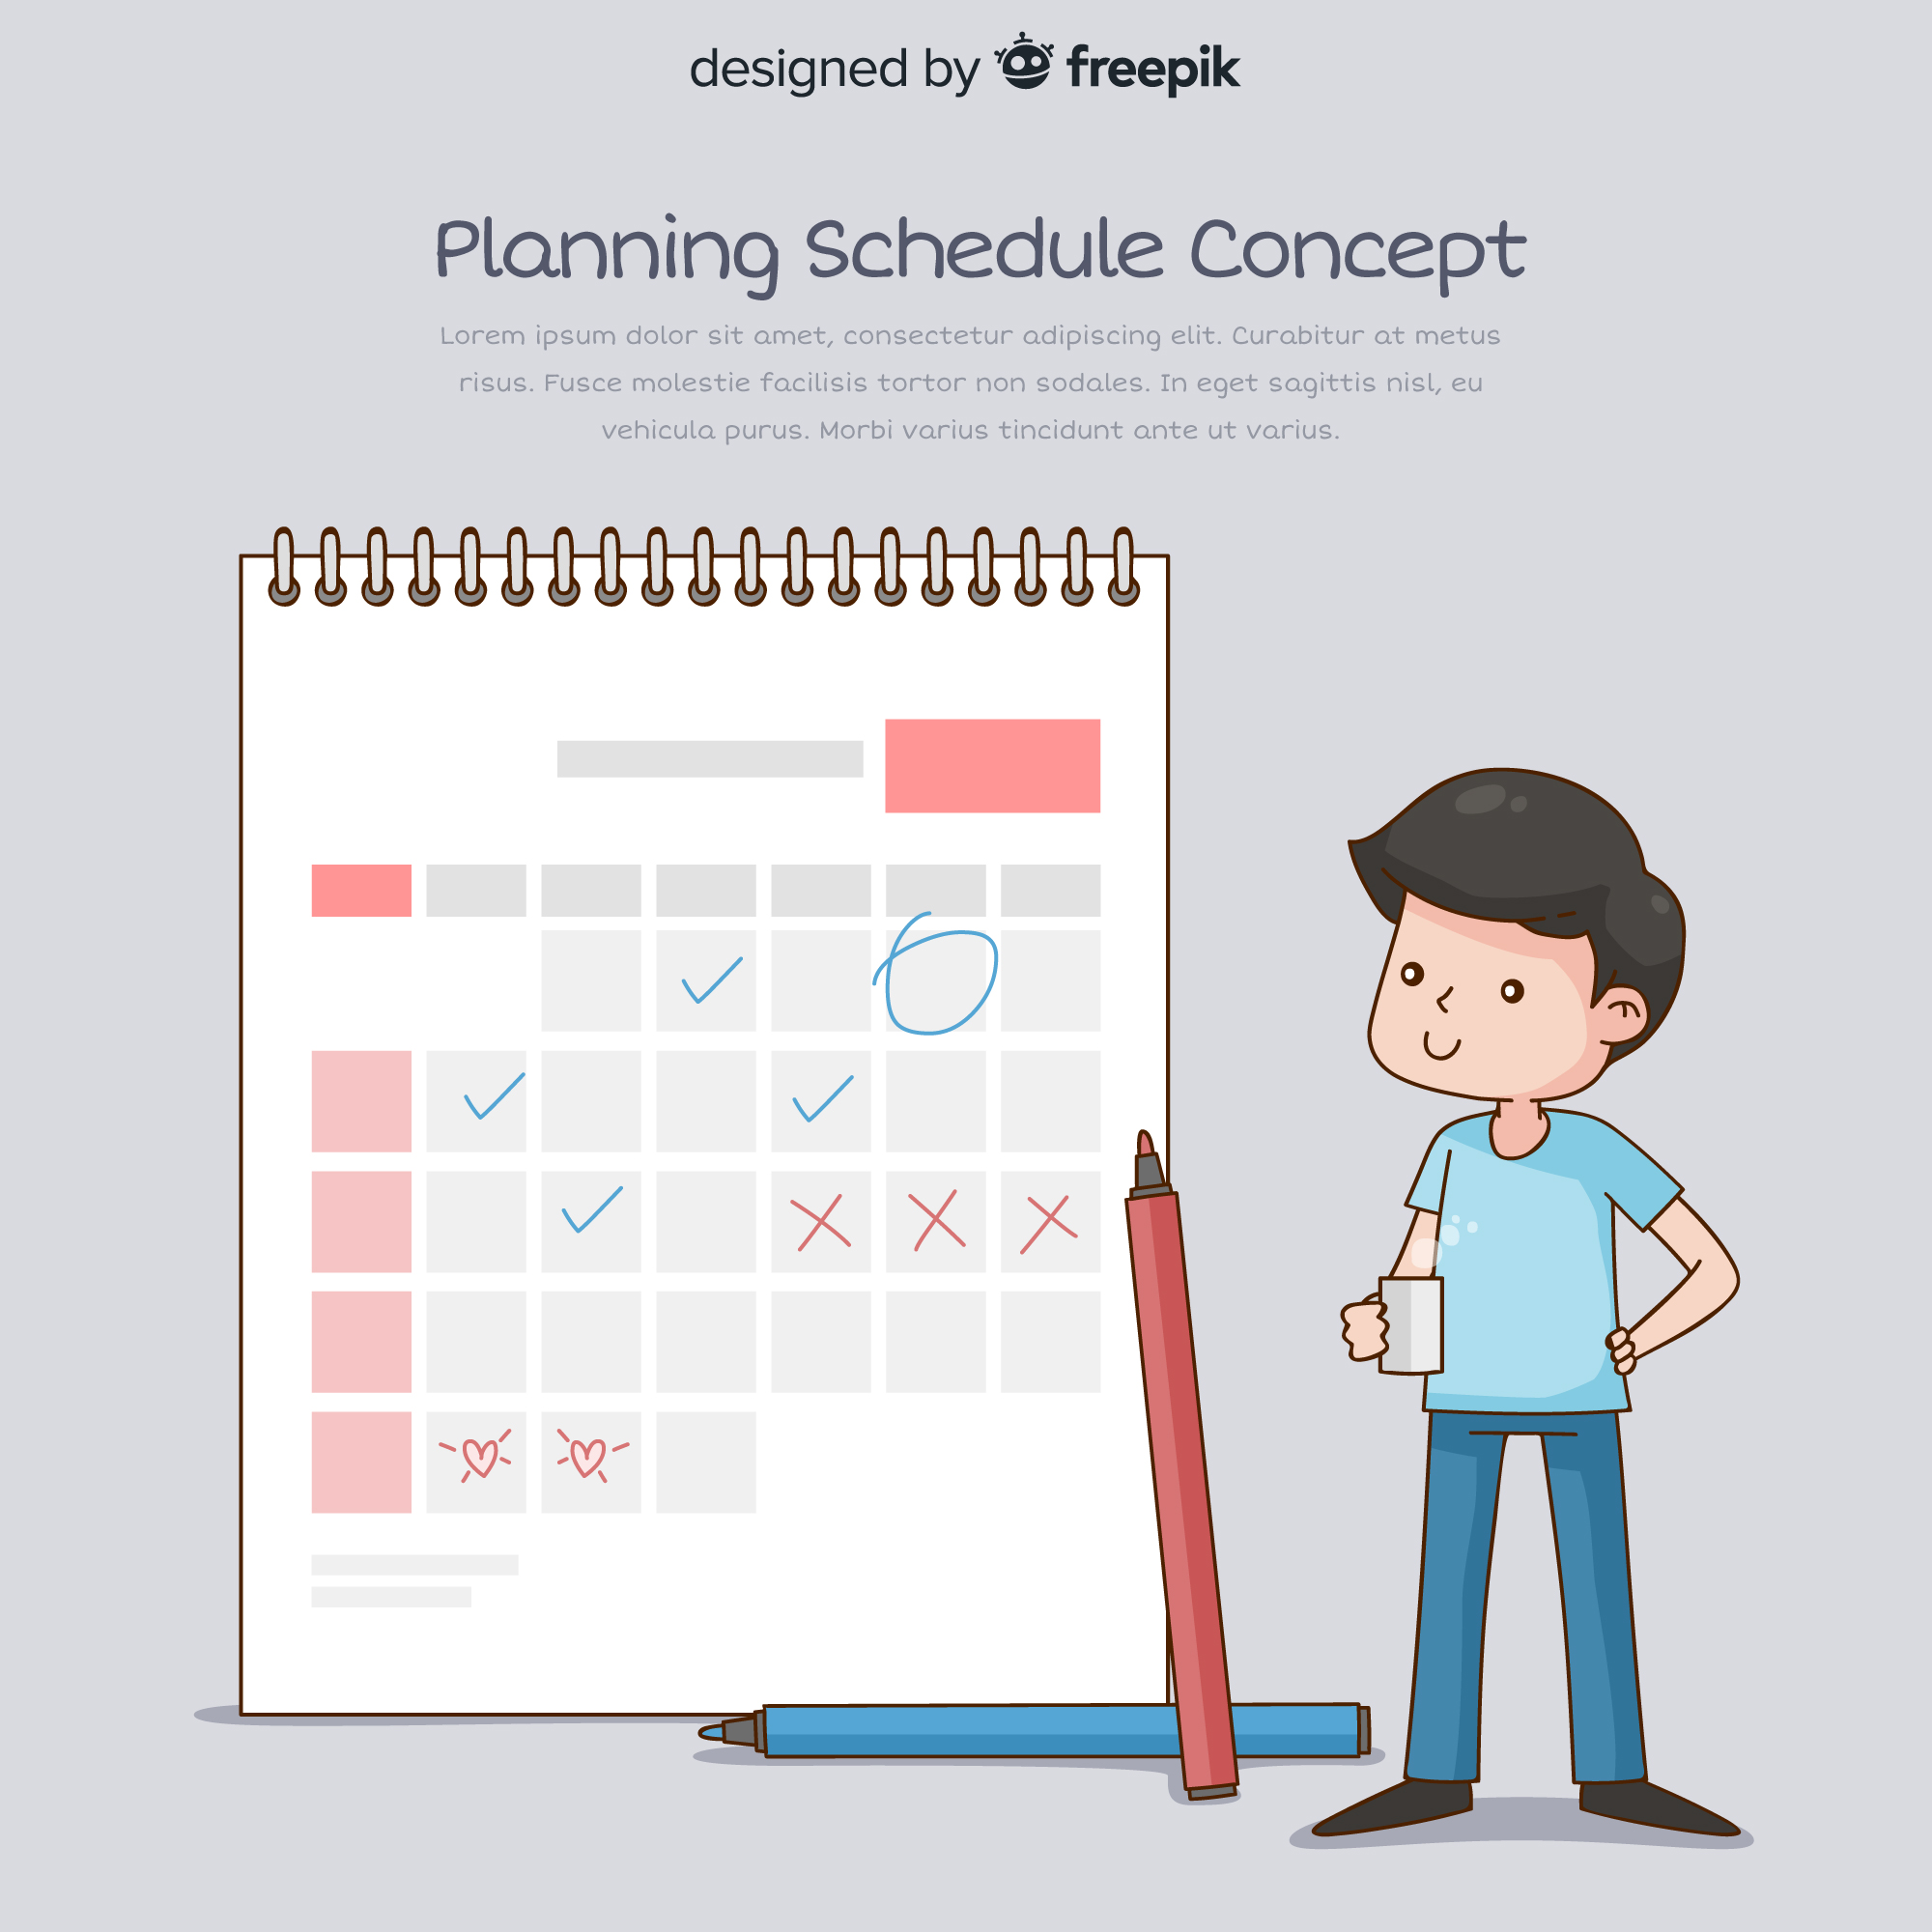 designed by freepik
Planning Schedule Concept
Lorem ipsum dolor sit amet, consectetur adipiscing elit. Curabitur at metus
risus. Fusce molestie facilisis tortor non sodales. In eget sagittis nisl, eu
vehicula purus. Morbi varius tincidunt ante ut varius.